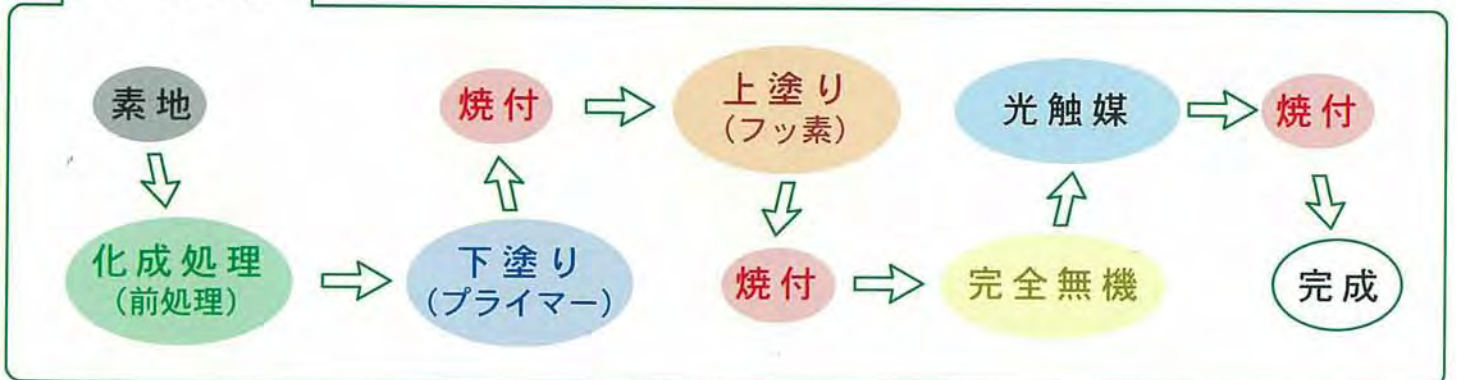 素地
化成処理
(前処理)
下塗り
(プライマー)
焼付
上塗り
(フッ素)
焼付
完全無機
光触媒
焼付
完成